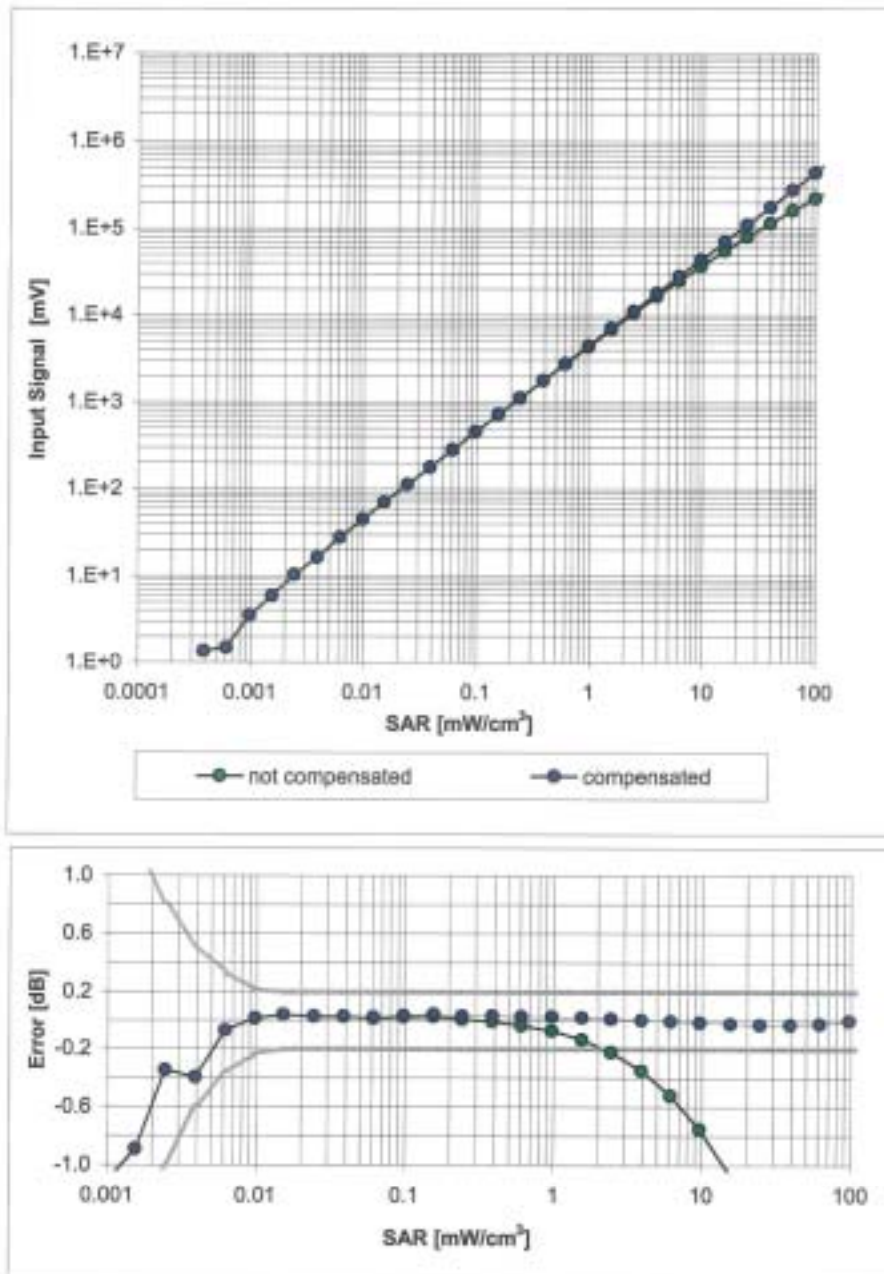 1.E+7
1.E+6
1.E+5
1.E+4
1.E+3
1.E+2
1.E+1
1.E+0
Input Signal [mV]
0.0001 0.001 0.01 0.1 1 10 100
SAR [mW/cm³]
not compensated compensated
1.0
0.6
0.2
-0.2
-0.6
-1.0
Error [dB]
0.001 0.01 0.1 1 10 100
SAR [mW/cm³]